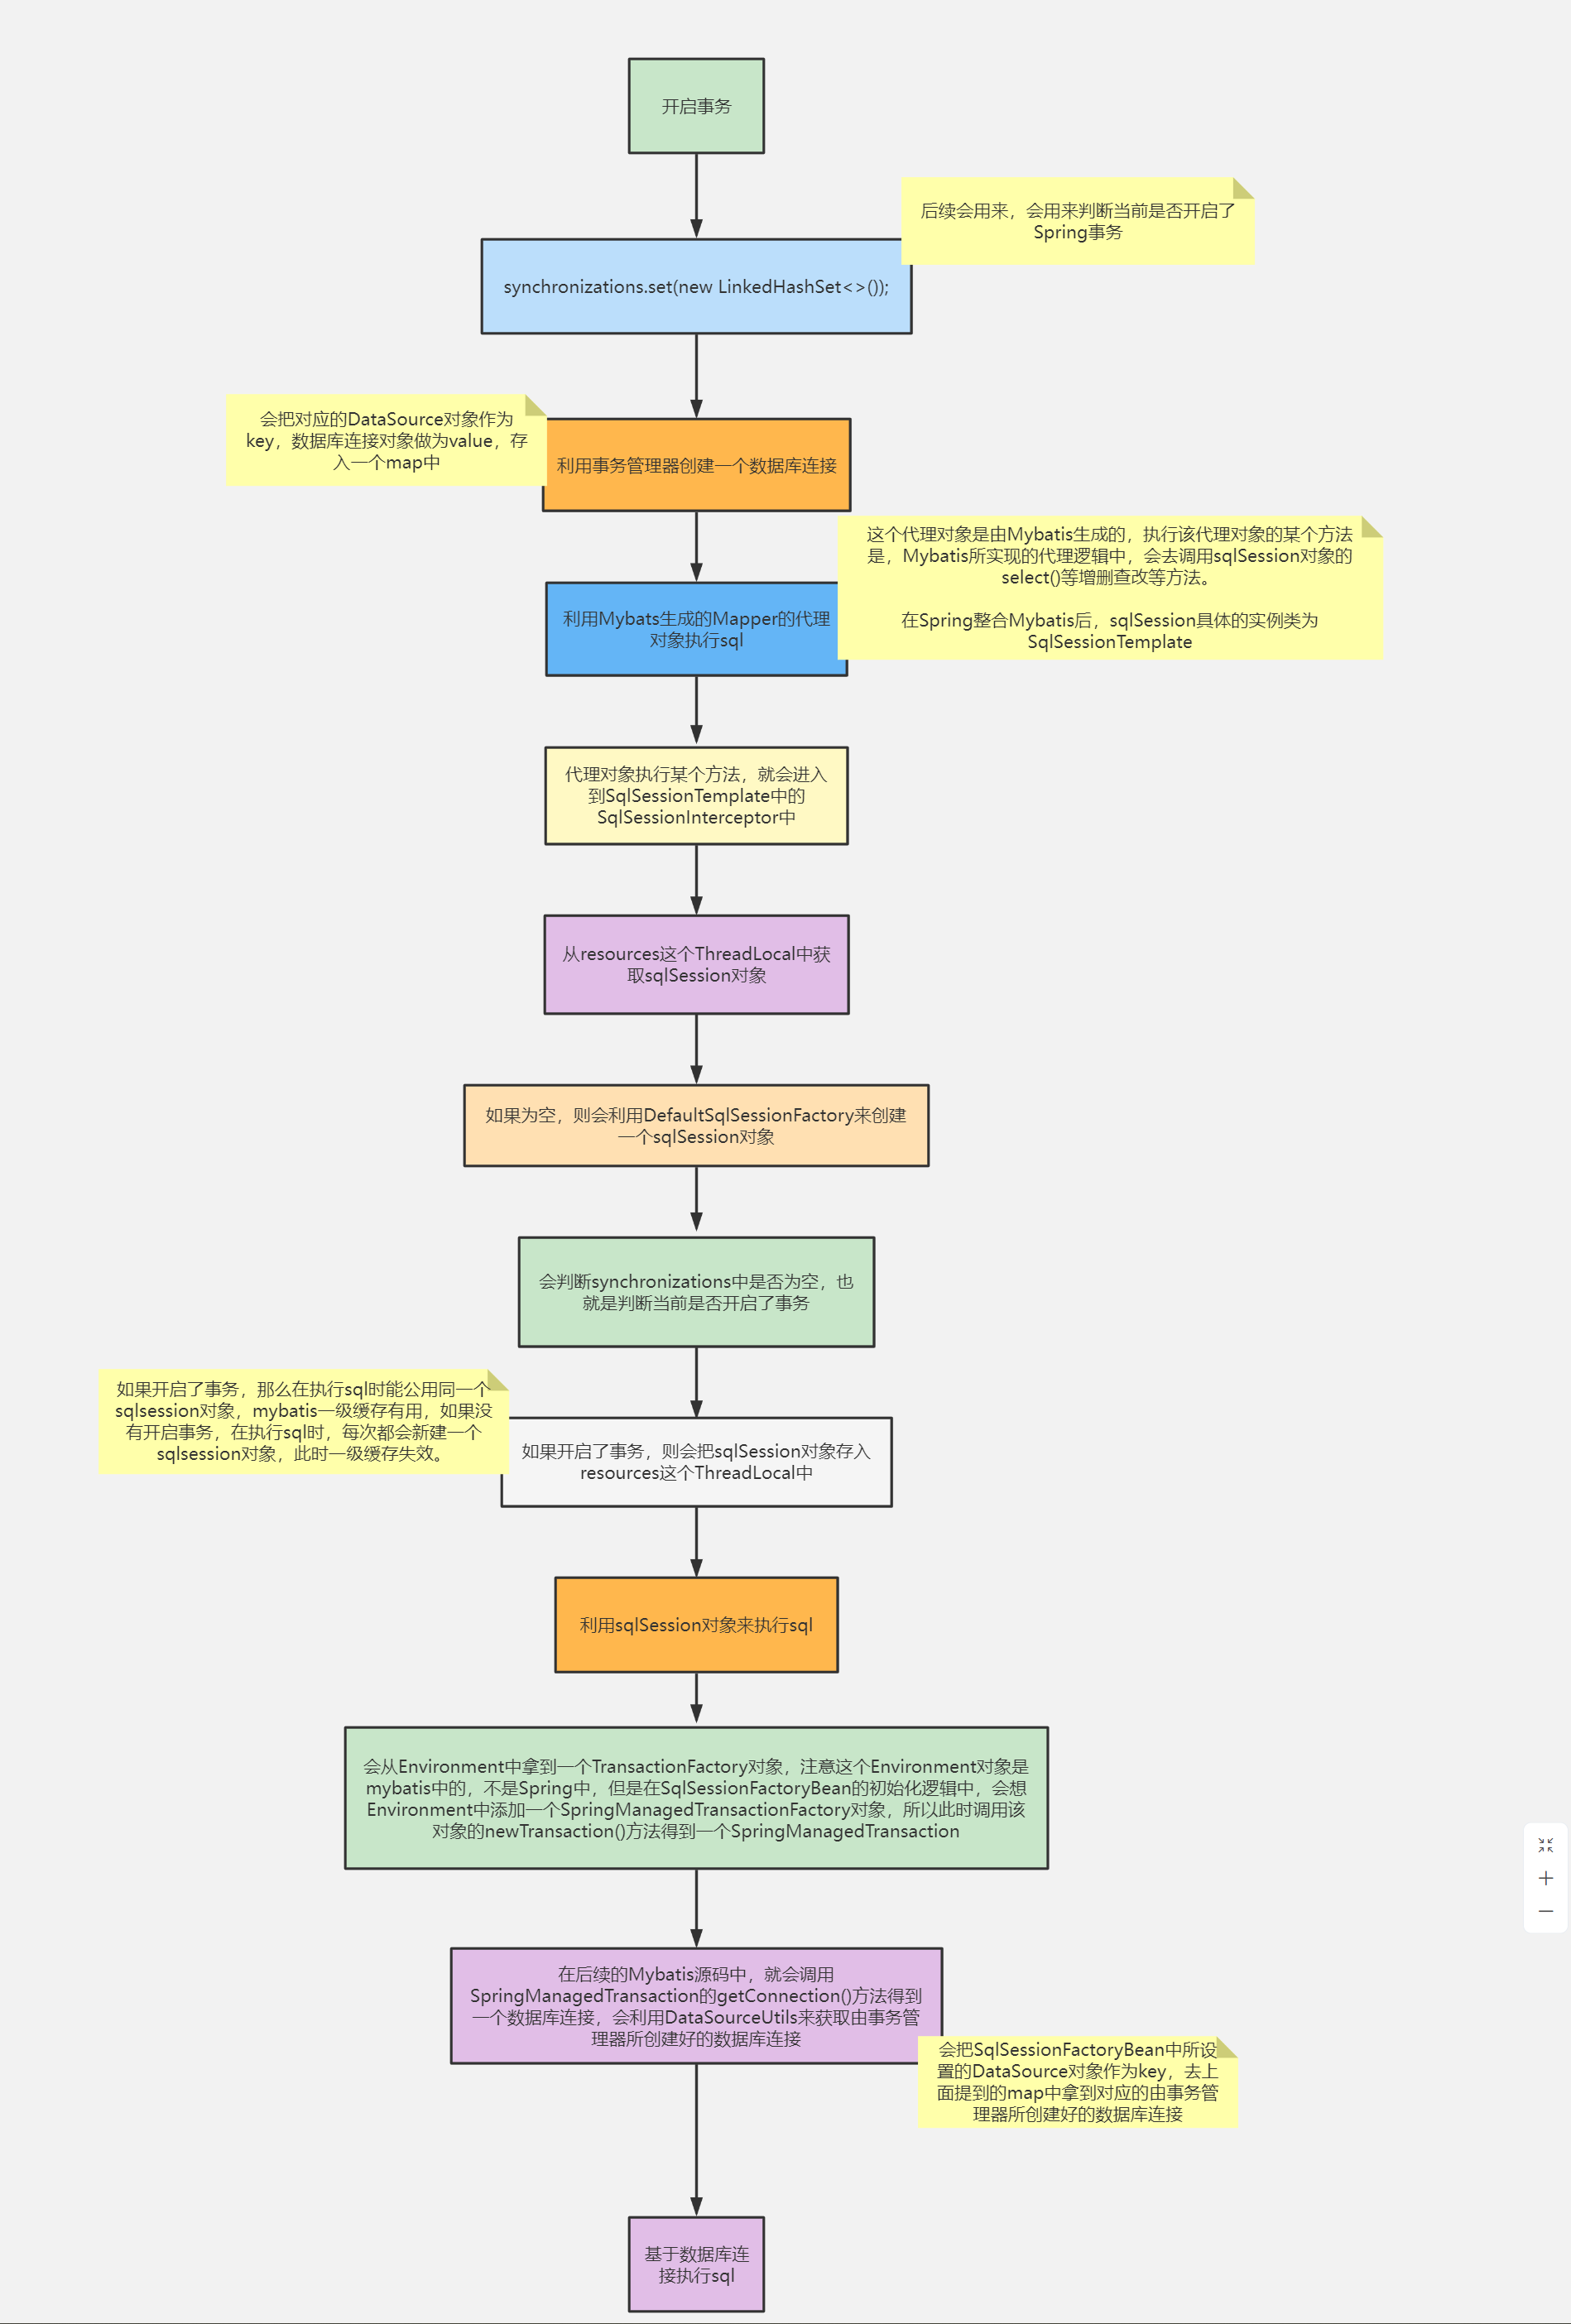 开启事务
后续会用来，会用来判断当前是否开启了
Spring事务
synchronizations.set(new LinkedHashSet<>());
会把对应的DataSource对象作为
key，数据库连接对象做为value，存
入一个map中
利用事务管理器创建一个数据库连接
这个代理对象是由Mybatis生成的，执行该代理对象的某个方法
是，Mybatis所实现的代理逻辑中，会去调用sqlSession对象的
select()等增删查改等方法。
在Spring整合Mybatis后，sqlSession具体的实例类为
SqlSessionTemplate
利用Mybats生成的Mapper的代理
对象执行sql
代理对象执行某个方法，就会进入
到SqlSessionTemplate中的
SqlSessionInterceptor中
从resources这个ThreadLocal中获
取sqlSession对象
如果为空，则会利用DefaultSqlSessionFactory来创建
一个sqlSession对象
会判断synchronizations中是否为空，也
就是判断当前是否开启了事务
如果开启了事务，那么在执行sql时能公用同一个
sqlsession对象，mybatis一级缓存有用，如果没
有开启事务，在执行sql时，每次都会新建一个
sqlsession对象，此时一级缓存失效。
如果开启了事务，则会把sqlSession对象存入
resources这个ThreadLocal中
利用sqlSession对象来执行sql
会从Environment中拿到一个TransactionFactory对象，注意这个Environment对象是
mybatis中的，不是Spring中，但是在SqlSessionFactoryBean的初始化逻辑中，会想
Environment中添加一个SpringManagedTransactionFactory对象，所以此时调用该
对象的newTransaction()方法得到一个SpringManagedTransaction
在后续的Mybatis源码中，就会调用
SpringManagedTransaction的getConnection()方法得到
一个数据库连接，会利用DataSourceUtils来获取由事务管
理器所创建好的数据库连接
会把SqlSessionFactoryBean中所设
置的DataSource对象作为key，去上
面提到的map中拿到对应的由事务管
理器所创建好的数据库连接
基于数据库连
接执行sql